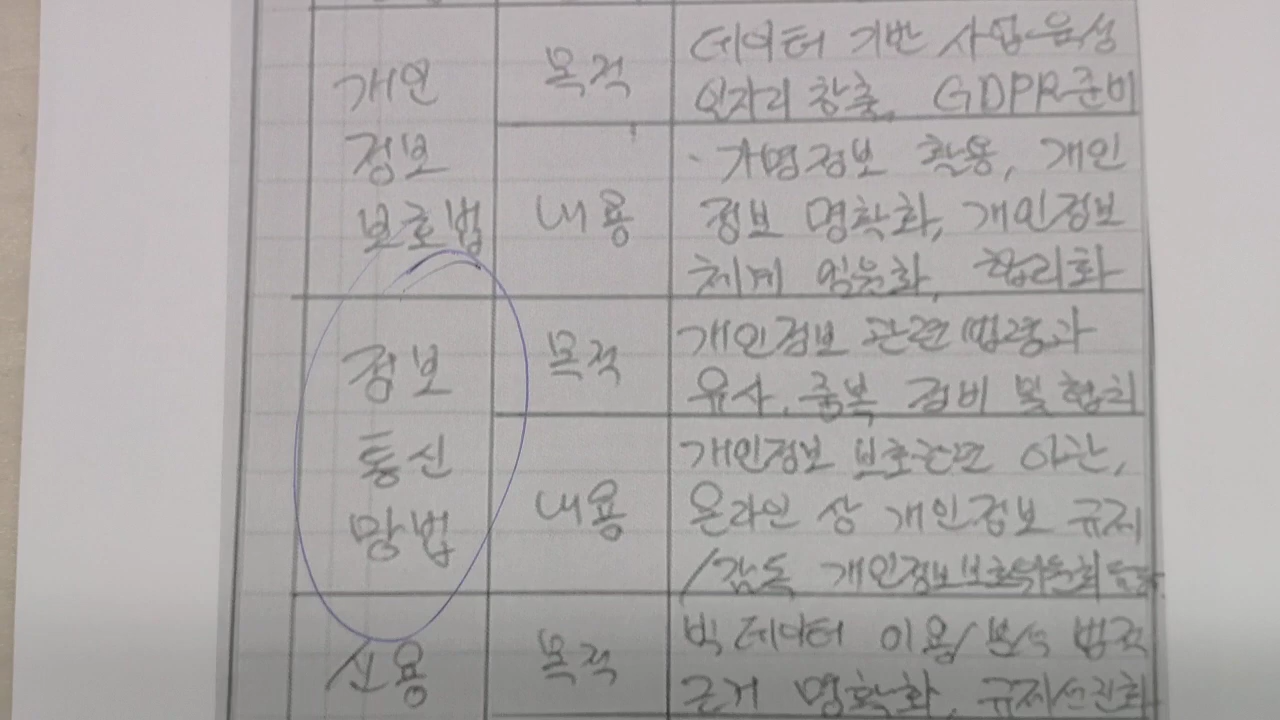 개인
정보
보호법
목적
데이터 기반 사업육성
일자리 창출, GDPR준비
내용
· 가명정보 활용, 개인
정보 명확화, 개인정보
체계 일원화, 합리화
정보
통신
망법
목적
개인정보 관련 법령과
유사, 중복 정비 및 협치
내용
개인정보 보호관련 이관,
온라인 상 개인정보 규제
/감독 개인정보보호위원회
신용
목적
빅데이터 이용/분석 법적
근거 명확화, 규제선진화